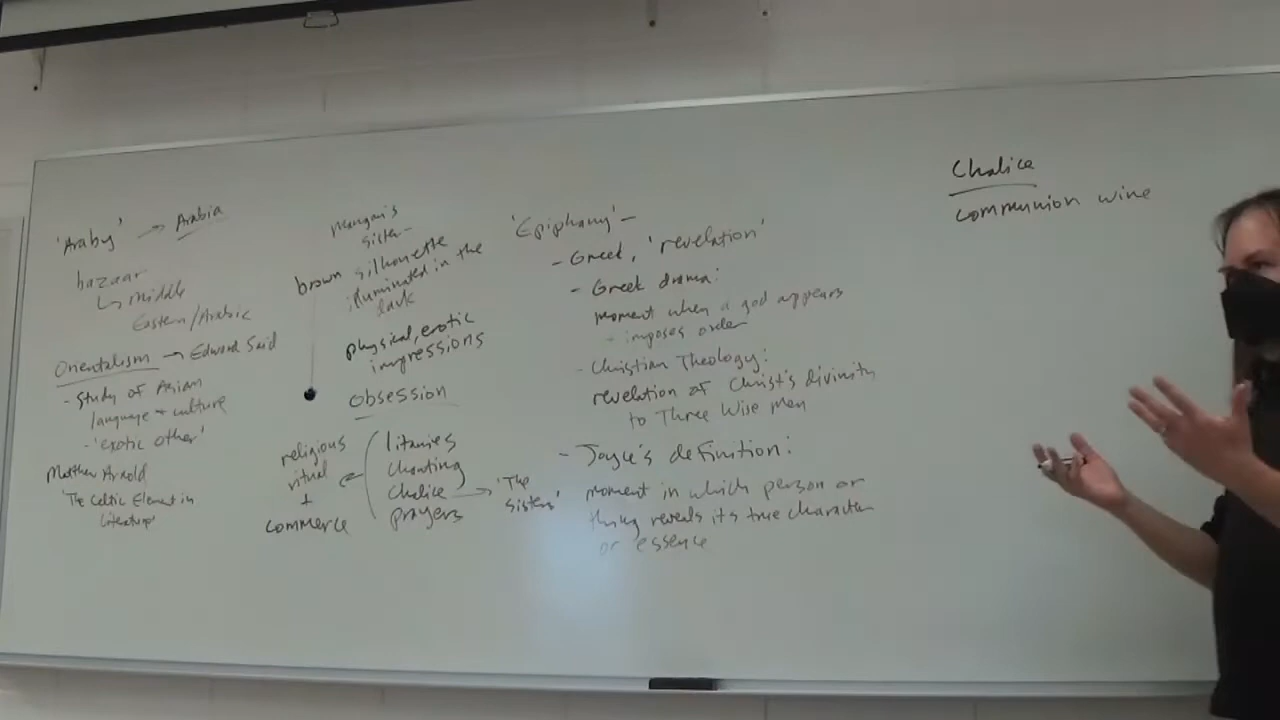 'Araby' → Arabia
bazaar
↳ Middle
Eastern/Arabic
Orientalism → Edward Said
- Study of Asian
language + culture
- 'exotic other'
Matthew Arnold
'The Celtic Element in
Literature'
Mangan's
sister -
brown silhouette
illuminated in the
dark
physical, erotic
impressions
obsession
religious
ritual
+
commerce
litanies
chanting
chalice → 'The
Sisters'
prayers
'Epiphany' -
- Greek, 'revelation'
- Greek drama:
moment when a god appears
+ imposes order
- Christian Theology:
revelation of Christ's divinity
to Three Wise Men
- Joyce's definition:
moment in which person or
thing reveals its true character
or essence
Chalice
communion wine